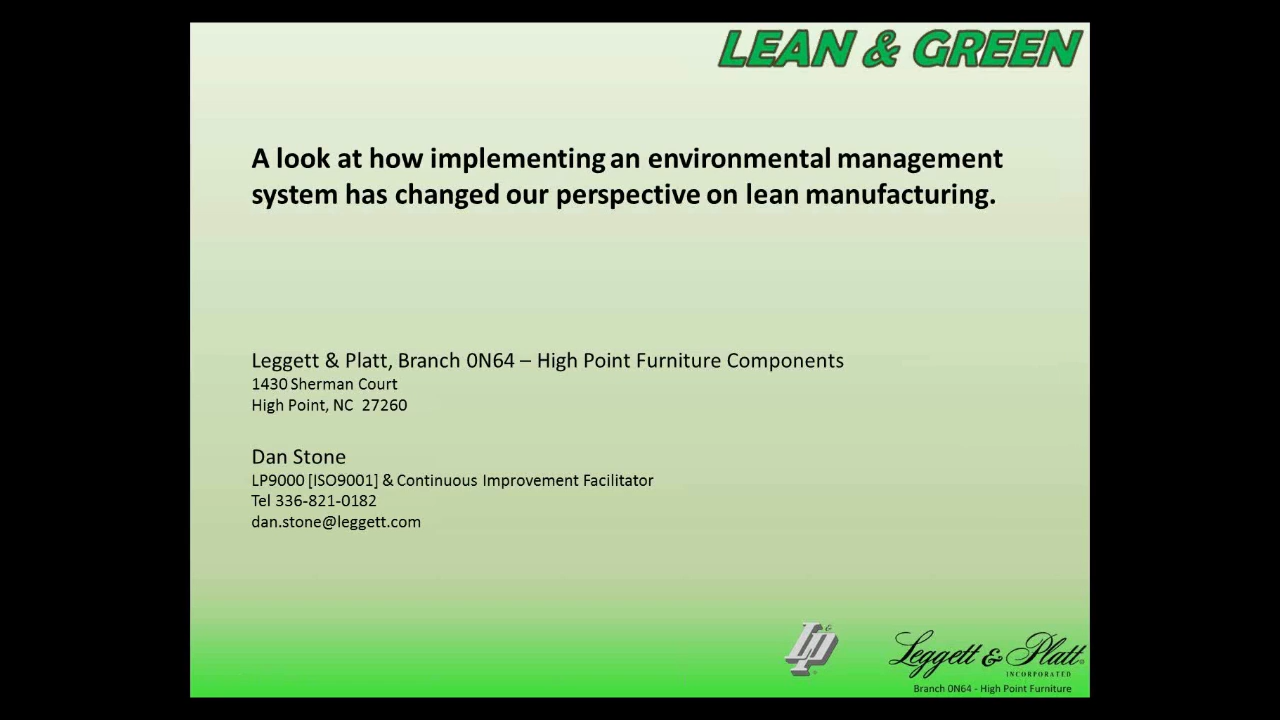 LEAN & GREEN
A look at how implementing an environmental management
system has changed our perspective on lean manufacturing.
Leggett & Platt, Branch 0N64 – High Point Furniture Components
1430 Sherman Court
High Point, NC 27260
Dan Stone
LP9000 [ISO9001] & Continuous Improvement Facilitator
Tel 336-821-0182
dan.stone@leggett.com
L&P
Leggett & Platt
INCORPORATED
Branch 0N64 - High Point Furniture